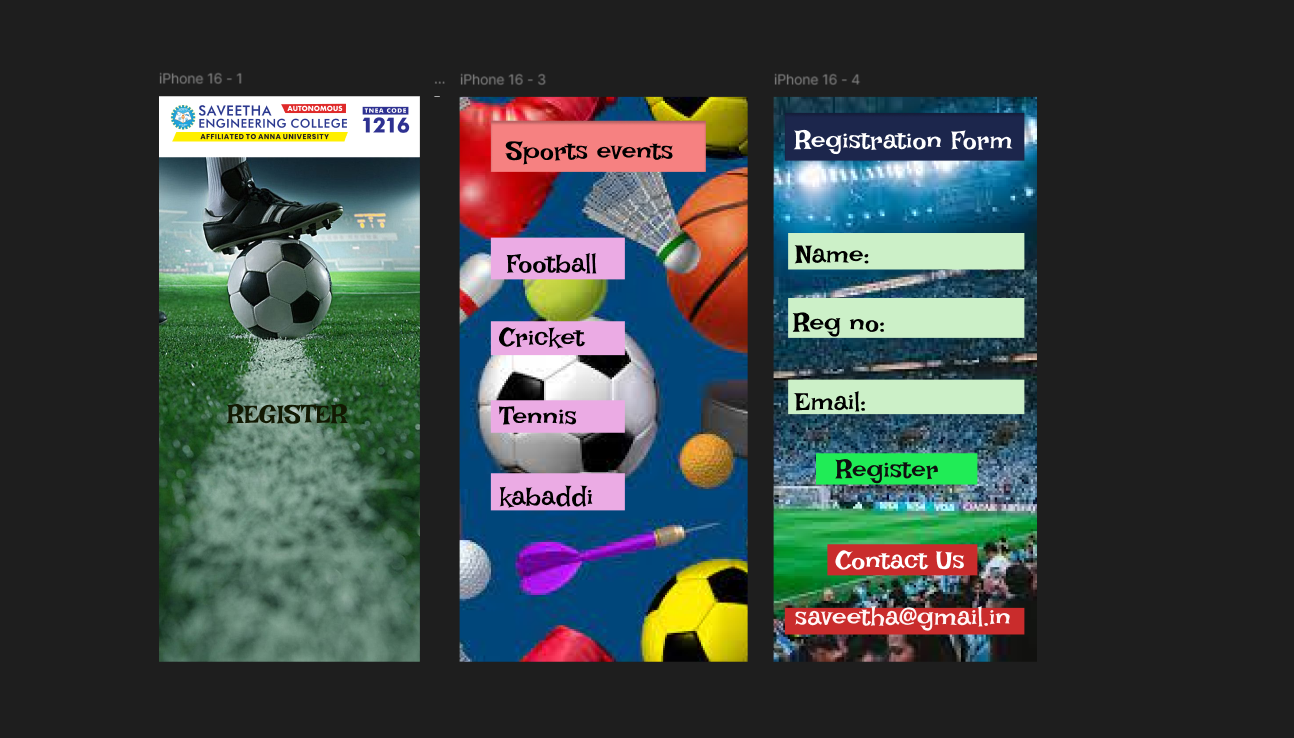 iPhone 16 - 1
SAVEETHA AUTONOMOUS
ENGINEERING COLLEGE
AFFILIATED TO ANNA UNIVERSITY
TNEA CODE
1216
REGISTER
...
iPhone 16 - 3
Sports events
Football
Cricket
Tennis
kabaddi
iPhone 16 - 4
Registration Form
Name:
Reg no:
Email:
Register
VISA
Contact Us
saveetha@gmail.in